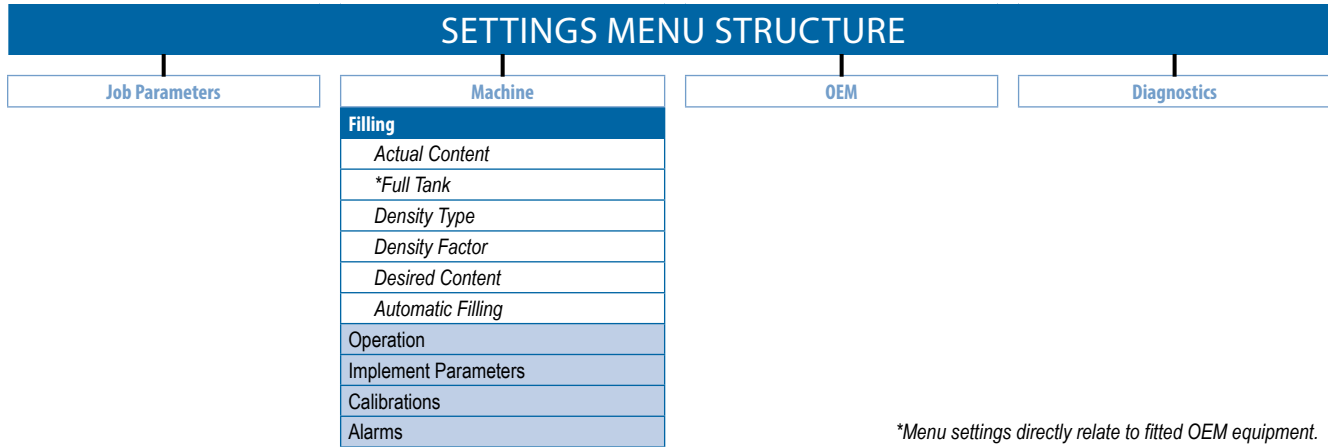 SETTINGS MENU STRUCTURE
Job Parameters
Machine
OEM
Diagnostics
Filling
Actual Content
*Full Tank
Density Type
Density Factor
Desired Content
Automatic Filling
Operation
Implement Parameters
Calibrations
Alarms
*Menu settings directly relate to fitted OEM equipment.